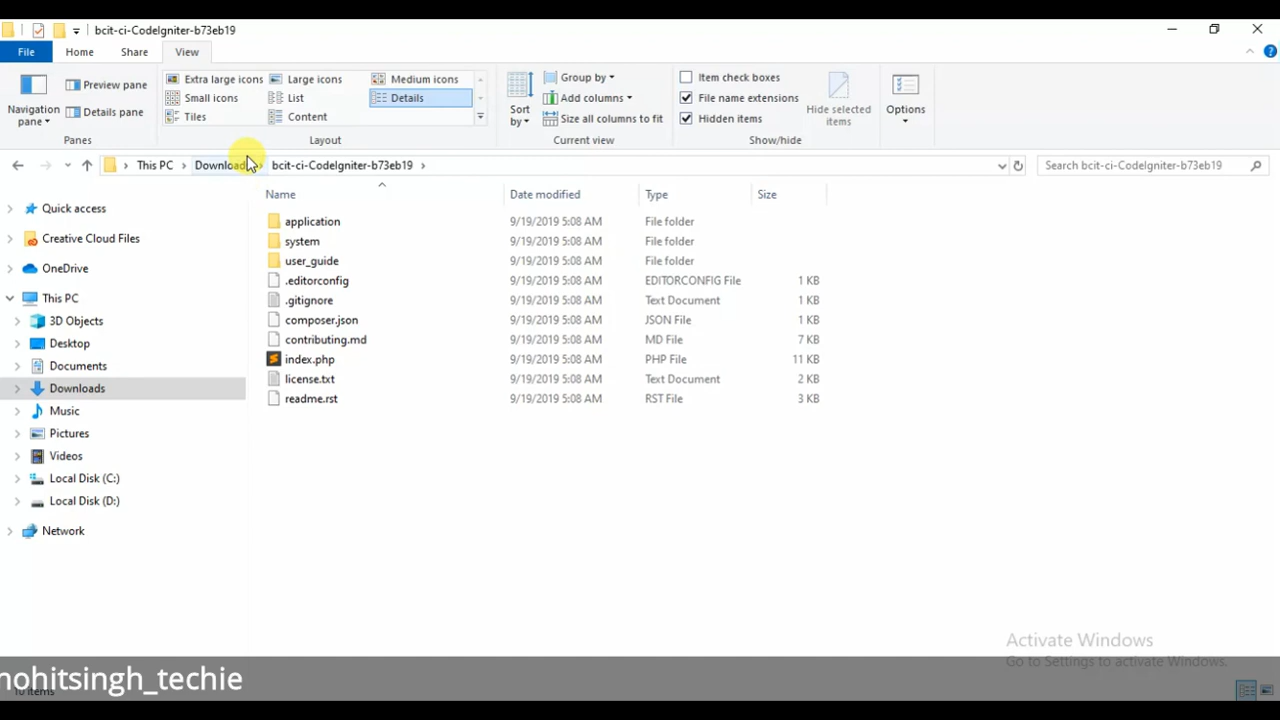 bcit-ci-CodeIgniter-b73eb19
File Home Share View
Navigation pane
Preview pane
Details pane
Panes
Extra large icons Large icons Medium icons
Small icons List Details
Tiles Content
Layout
Sort by
Group by
Add columns
Size all columns to fit
Current view
Item check boxes
File name extensions
Hidden items
Hide selected items
Show/hide
Options
This PC Downloads bcit-ci-CodeIgniter-b73eb19
Search bcit-ci-CodeIgniter-b73eb19
Quick access
Creative Cloud Files
OneDrive
This PC
3D Objects
Desktop
Documents
Downloads
Music
Pictures
Videos
Local Disk (C:)
Local Disk (D:)
Network
Name Date modified Type Size
application 9/19/2019 5:08 AM File folder
system 9/19/2019 5:08 AM File folder
user_guide 9/19/2019 5:08 AM File folder
.editorconfig 9/19/2019 5:08 AM EDITORCONFIG File 1 KB
.gitignore 9/19/2019 5:08 AM Text Document 1 KB
composer.json 9/19/2019 5:08 AM JSON File 1 KB
contributing.md 9/19/2019 5:08 AM MD File 7 KB
index.php 9/19/2019 5:08 AM PHP File 11 KB
license.txt 9/19/2019 5:08 AM Text Document 2 KB
readme.rst 9/19/2019 5:08 AM RST File 3 KB
Activate Windows
Go to Settings to activate Windows.
mohitsingh_techie
10 items